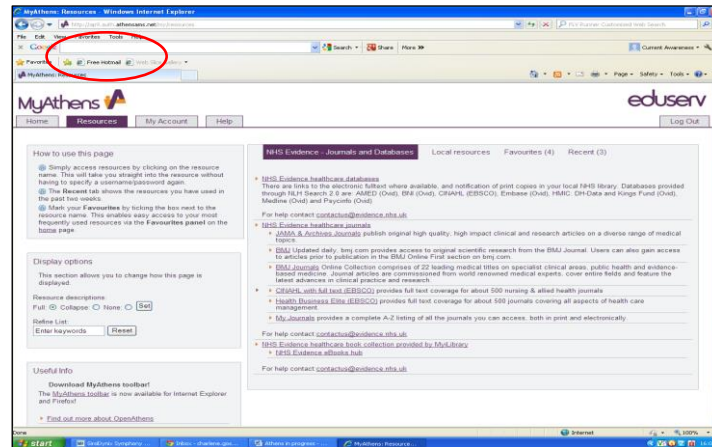 MyAthens: Resources - Windows Internet Explorer
File Edit View Favorites Tools Help
Google Search Share More »
Current Awareness
Favorites Free Hotmail
MyAthens: Resources
Page Safety Tools
MyAthens
eduserv
Home Resources My Account Help Log Out
How to use this page
Simply access resources by clicking on the resource
name. This will take you straight into the resource without
having to specify a username/password again.
The Recent tab shows the resources you have used in
the past two weeks.
Mark your Favourites by ticking the box next to the
resource name. This enables easy access to your most
frequently used resources via the Favourites panel on the
home page.
Display options
This section allows you to change how this page is
displayed.
Resource descriptions:
Full Collapse None Set
Refine List:
Enter keywords Reset
Useful Info
Download MyAthens toolbar!
The MyAthens toolbar is now available for Internet Explorer
and Firefox!
Find out more about OpenAthens
NHS Evidence - Journals and Databases Local resources Favourites (4) Recent (3)
NHS Evidence healthcare databases
There are links to the electronic fulltext where available, and notification of print copies in your local NHS library. Databases provided
through NLH Search 2.0 are: AMED (Ovid), BNI (Ovid), CINAHL (EBSCO), Embase (Ovid), HMIC: DH-Data and Kings Fund (Ovid),
Medline (Ovid) and Psycinfo (Ovid)
For help contact contactus@evidence.nhs.uk
NHS Evidence healthcare journals
JAMA & Archives Journals publish original high quality, high impact clinical and research articles on a diverse range of medical
topics.
BMJ Updated daily, bmj.com provides access to original scientific research from the BMJ Journal. Users can also gain access
to articles prior to publication in the BMJ Online First section on bmj.com
BMJ Journals Online Collection comprises of 22 leading medical titles on specialist clinical areas, public health and evidence-
based medicine. Journal articles are commissioned from world renowned medical experts, cover entire fields and feature the
latest advances in clinical practice and research.
CINAHL with full text (EBSCO) provides full text coverage for about 500 nursing & allied health journals
Health Business Elite (EBSCO) provides full text coverage for about 500 journals covering all aspects of health care
management.
My Journals provides a complete A-Z listing of all the journals you can access, both in print and electronically.
For help contact contactus@evidence.nhs.uk
NHS Evidence healthcare book collection provided by MyiLibrary
NHS Evidence eBooks hub
For help contact contactus@evidence.nhs.uk
Done Internet 100%
start Athens in progress MyAthens: Resource...